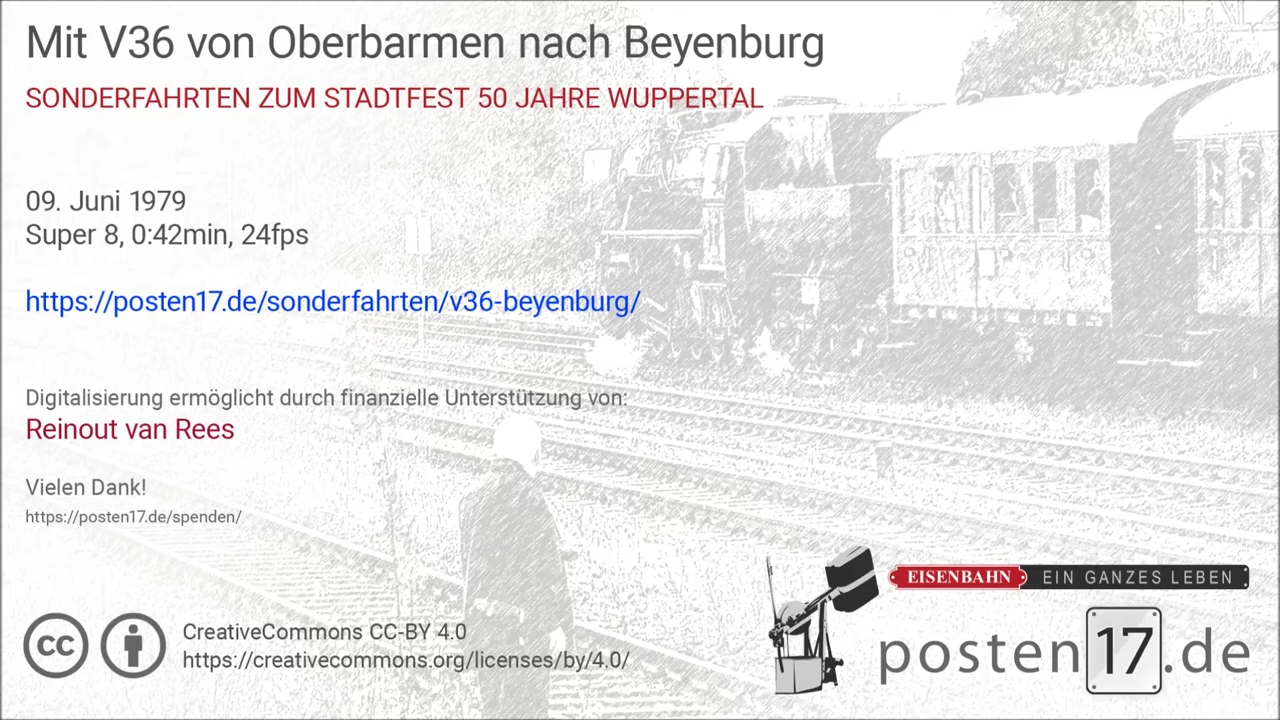 Mit V36 von Oberbarmen nach Beyenburg
SONDERFAHRTEN ZUM STADTFEST 50 JAHRE WUPPERTAL
09. Juni 1979
Super 8, 0:42min, 24fps
https://posten17.de/sonderfahrten/v36-beyenburg/
Digitalisierung ermöglicht durch finanzielle Unterstützung von:
Reinout van Rees
Vielen Dank!
https://posten17.de/spenden/
EISENBAHN EIN GANZES LEBEN
posten17.de
cc
CreativeCommons CC-BY 4.0
https://creativecommons.org/licenses/by/4.0/